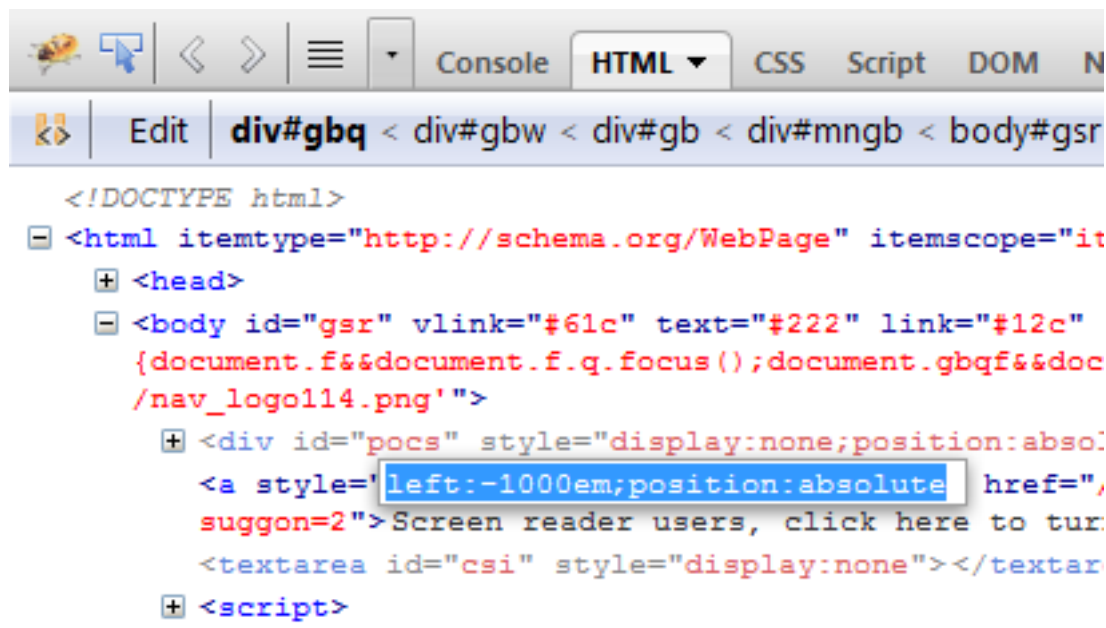 Console HTML CSS Script DOM N
Edit div#gbq < div#gbw < div#gb < div#mngb < body#gsr
<!DOCTYPE html>
<html itemtype="http://schema.org/WebPage" itemscope="it
<head>
<body id="gsr" vlink="#61c" text="#222" link="#12c"
{document.f&&document.f.q.focus();document.gbqf&&doc
/nav_logo114.png'">
<div id="pocs" style="display:none;position:absol
<a style="left:-1000em;position:absolute href="/
suggon=2">Screen reader users, click here to tur
<textarea id="csi" style="display:none"></textar
<script>